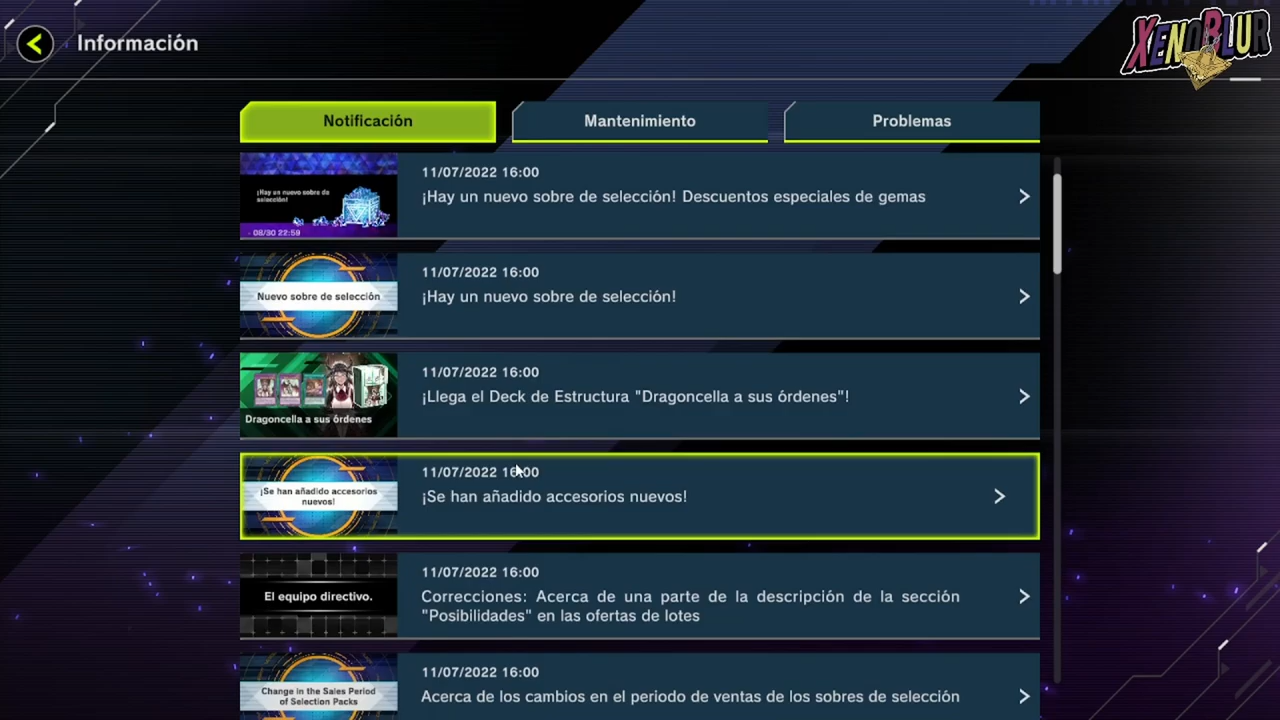 Información
XENOBLUR
Notificación
Mantenimiento
Problemas
¡Hay un nuevo sobre de
selección!
- 08/30 22:59
11/07/2022 16:00
¡Hay un nuevo sobre de selección! Descuentos especiales de gemas
Nuevo sobre de selección
11/07/2022 16:00
¡Hay un nuevo sobre de selección!
Dragoncella a sus órdenes
11/07/2022 16:00
¡Llega el Deck de Estructura "Dragoncella a sus órdenes"!
¡Se han añadido accesorios
nuevos!
11/07/2022 16:00
¡Se han añadido accesorios nuevos!
El equipo directivo.
11/07/2022 16:00
Correcciones: Acerca de una parte de la descripción de la sección
"Posibilidades" en las ofertas de lotes
Change in the Sales Period
of Selection Packs
11/07/2022 16:00
Acerca de los cambios en el periodo de ventas de los sobres de selección